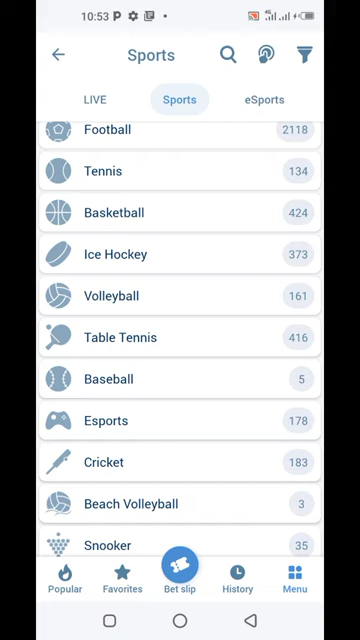 10:53 P
4G
Sports
LIVE Sports eSports
Football 2118
Tennis 134
Basketball 424
Ice Hockey 373
Volleyball 161
Table Tennis 416
Baseball 5
Esports 178
Cricket 183
Beach Volleyball 3
Snooker 35
Popular Favorites Bet slip History Menu